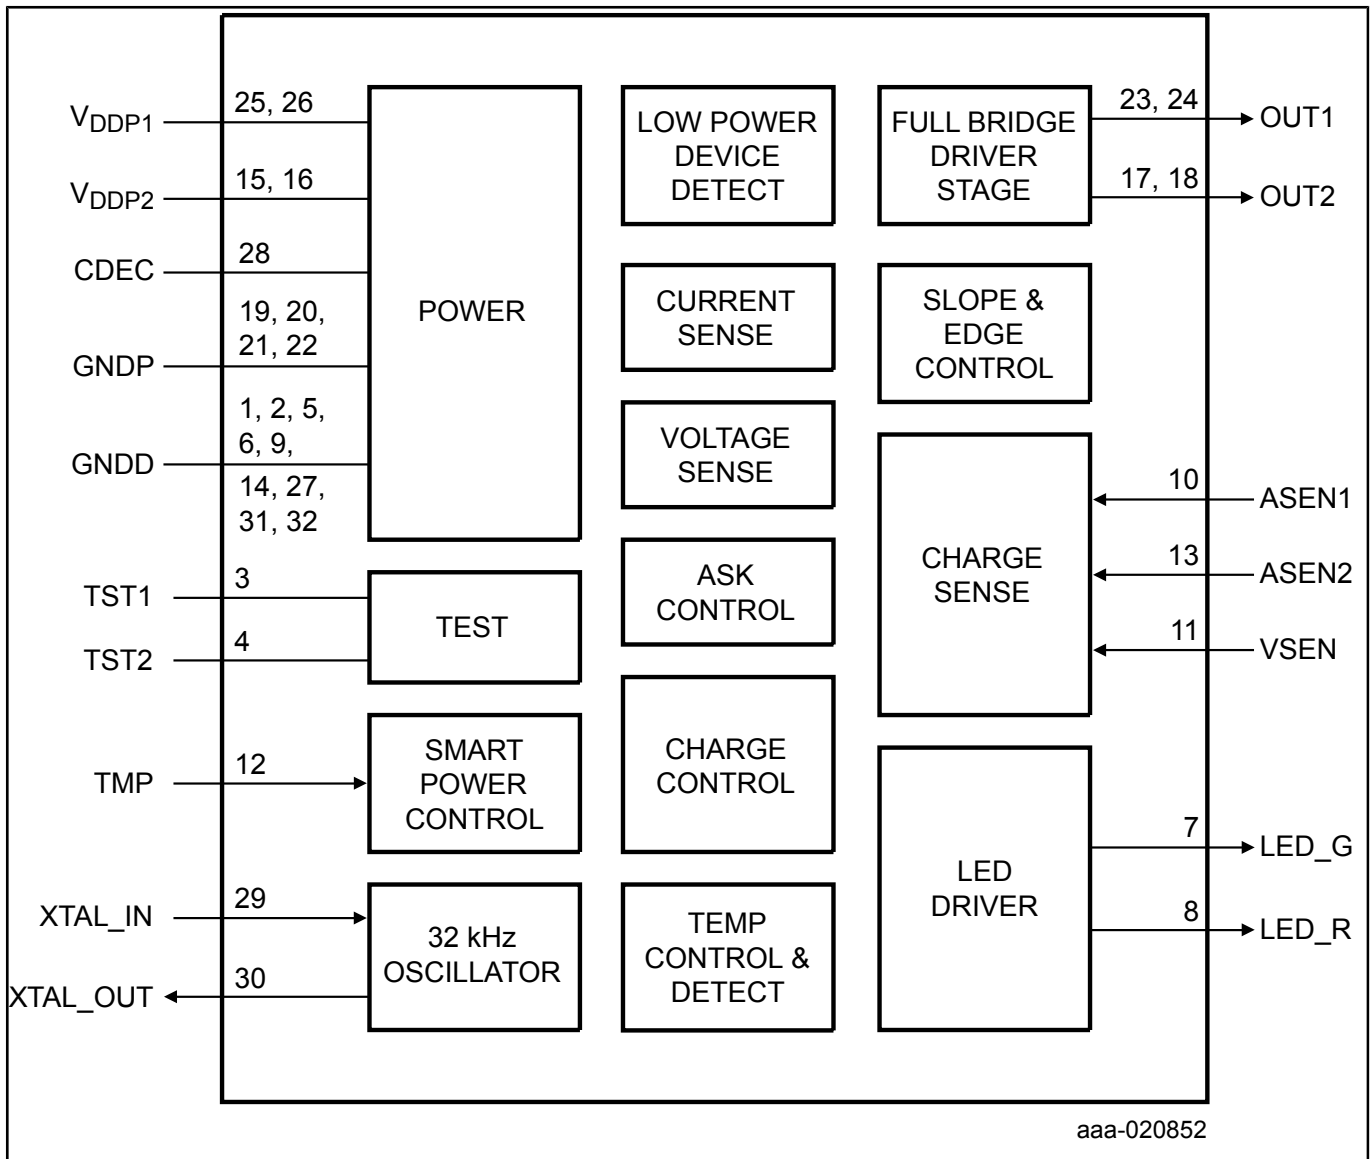 V_DDP1
25, 26
V_DDP2
15, 16
CDEC
28
GNDP
19, 20,
21, 22
GNDD
1, 2, 5,
6, 9,
14, 27,
31, 32
POWER
TST1
3
TST2
4
TEST
TMP
12
SMART
POWER
CONTROL
XTAL_IN
29
XTAL_OUT
30
32 kHz
OSCILLATOR
LOW POWER
DEVICE
DETECT
CURRENT
SENSE
VOLTAGE
SENSE
ASK
CONTROL
CHARGE
CONTROL
TEMP
CONTROL &
DETECT
FULL BRIDGE
DRIVER
STAGE
23, 24
OUT1
17, 18
OUT2
SLOPE &
EDGE
CONTROL
CHARGE
SENSE
10
ASEN1
13
ASEN2
11
VSEN
LED
DRIVER
7
LED_G
8
LED_R
aaa-020852